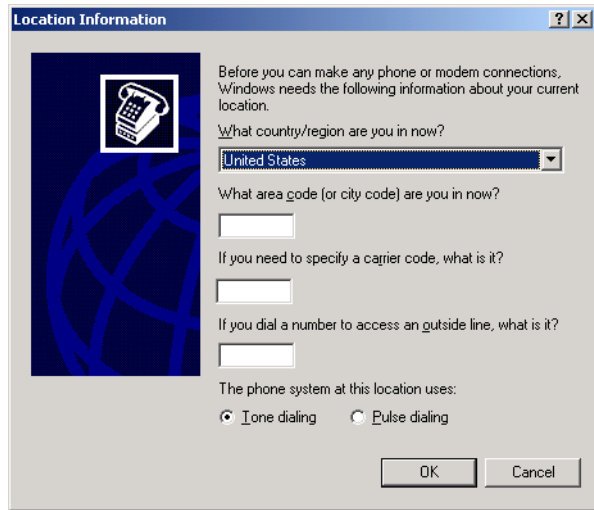 Location Information
Before you can make any phone or modem connections,
Windows needs the following information about your current
location.
What country/region are you in now?
United States
What area code (or city code) are you in now?
If you need to specify a carrier code, what is it?
If you dial a number to access an outside line, what is it?
The phone system at this location uses:
Tone dialing Pulse dialing
OK Cancel